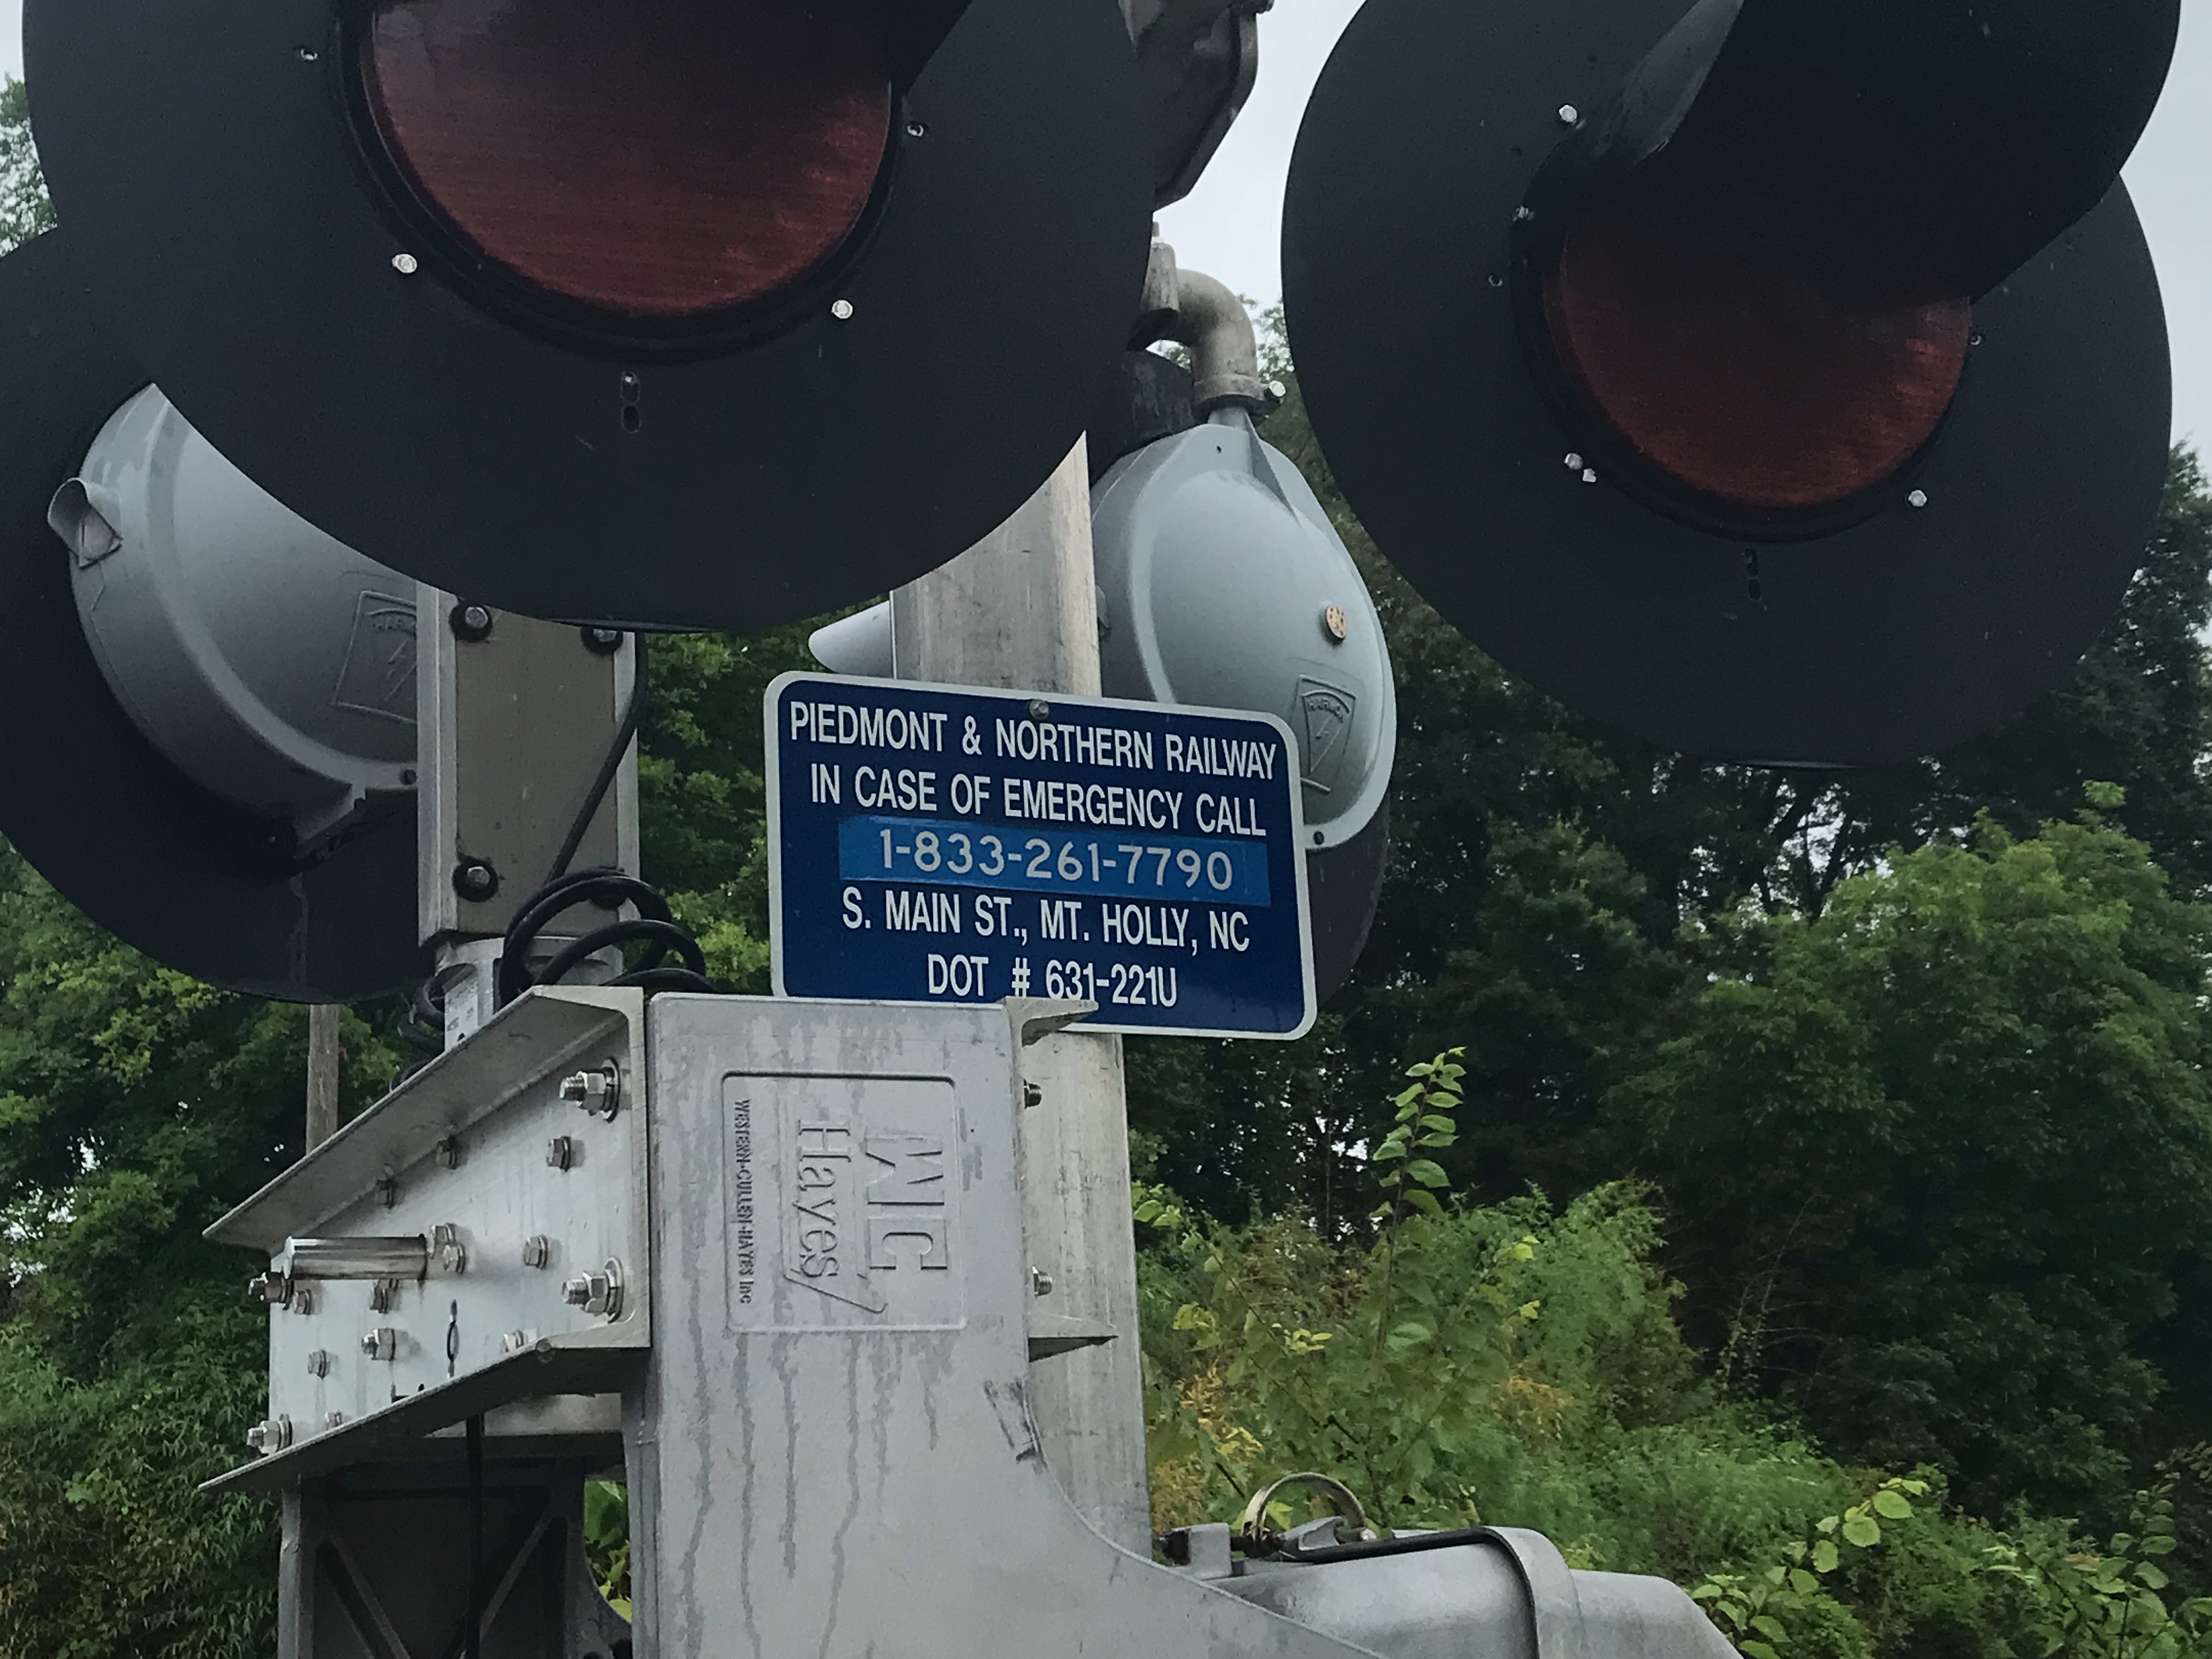 PIEDMONT & NORTHERN RAILWAY
IN CASE OF EMERGENCY CALL
1-833-261-7790
S. MAIN ST., MT. HOLLY, NC
DOT # 631-221U
WC
Hayes
WESTERN-CULLEN-HAYES Inc
HARMON